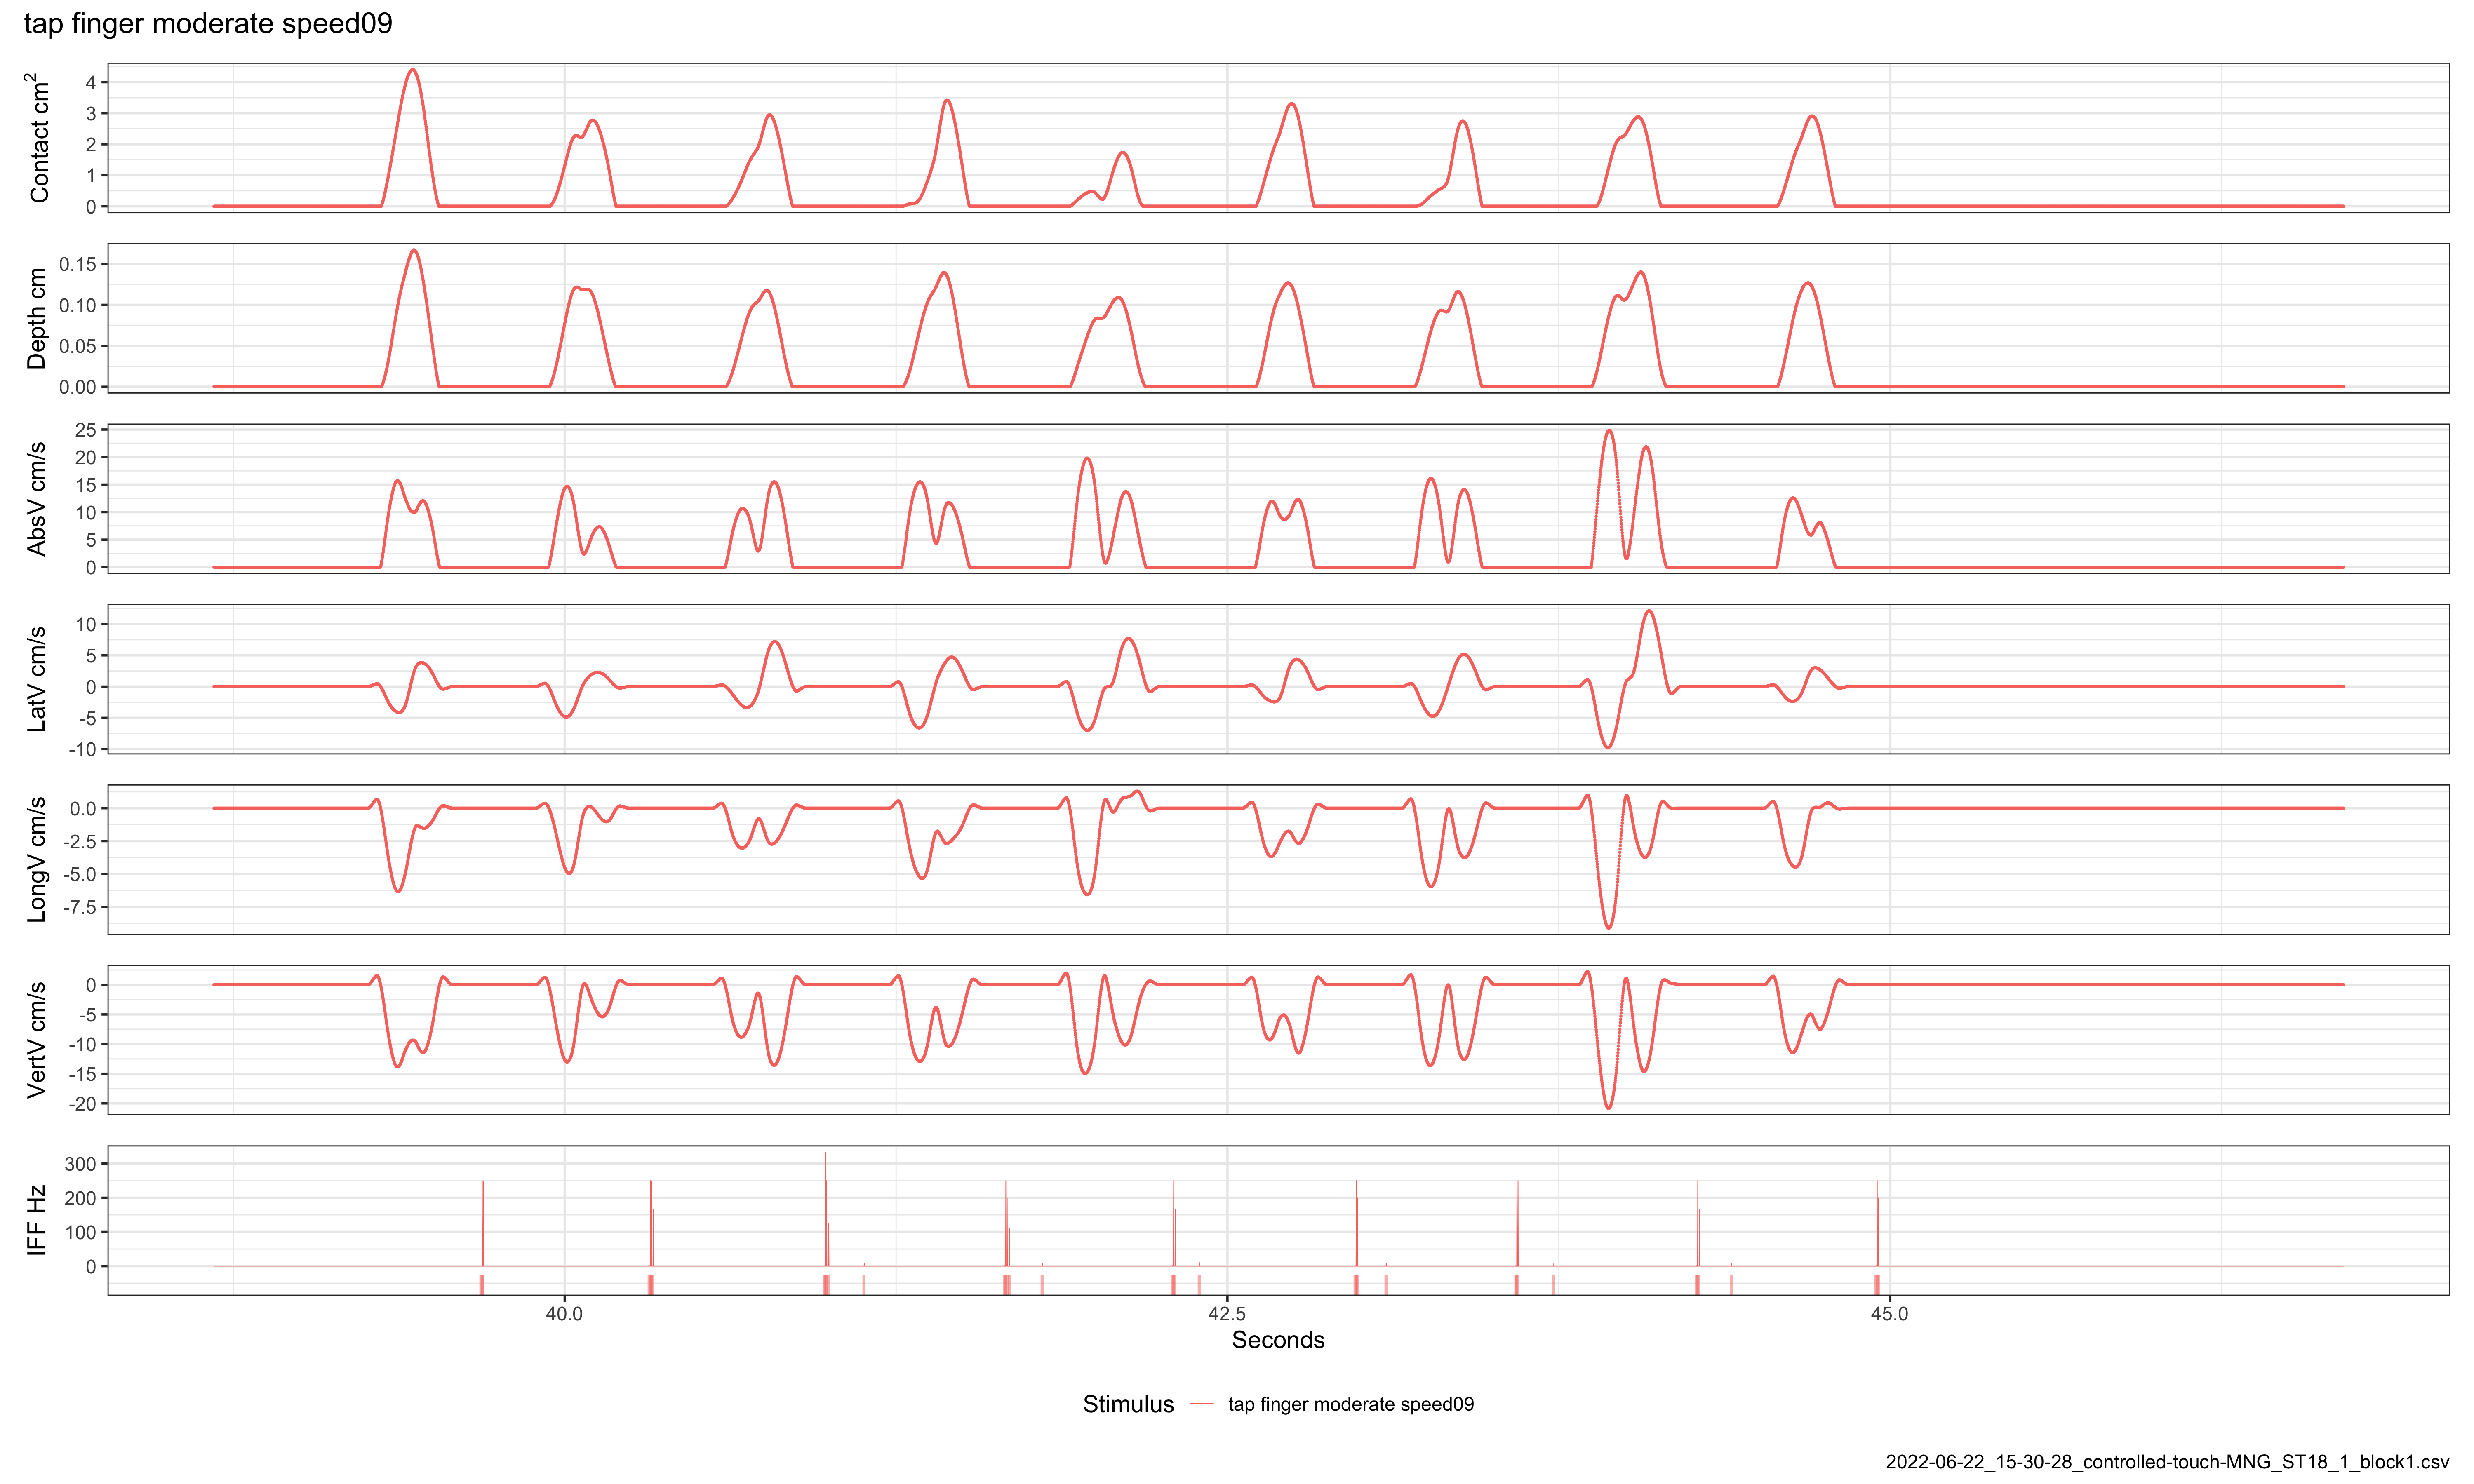 tap finger moderate speed09
Contact cm²
4
3
2
1
0
Depth cm
0.15
0.10
0.05
0.00
AbsV cm/s
25
20
15
10
5
0
LatV cm/s
10
5
0
-5
-10
LongV cm/s
0.0
-2.5
-5.0
-7.5
VertV cm/s
0
-5
-10
-15
-20
IFF Hz
300
200
100
0
40.0 42.5 45.0
Seconds
Stimulus tap finger moderate speed09
2022-06-22_15-30-28_controlled-touch-MNG_ST18_1_block1.csv